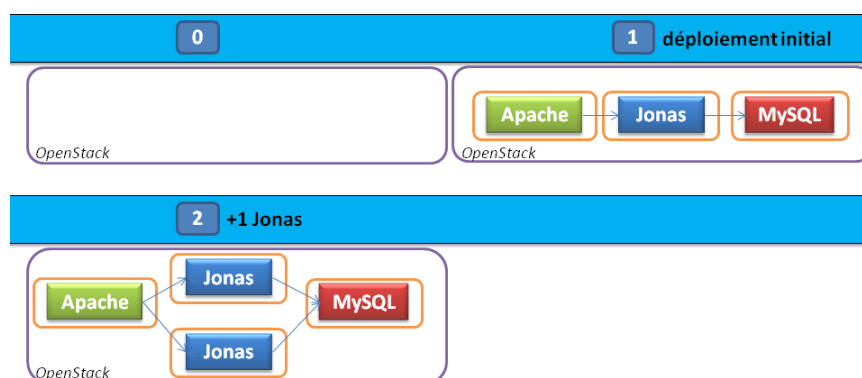 0
1 déploiement initial
Apache Jonas MySQL
OpenStack
OpenStack
2 +1 Jonas
Jonas
Apache MySQL
Jonas
OpenStack